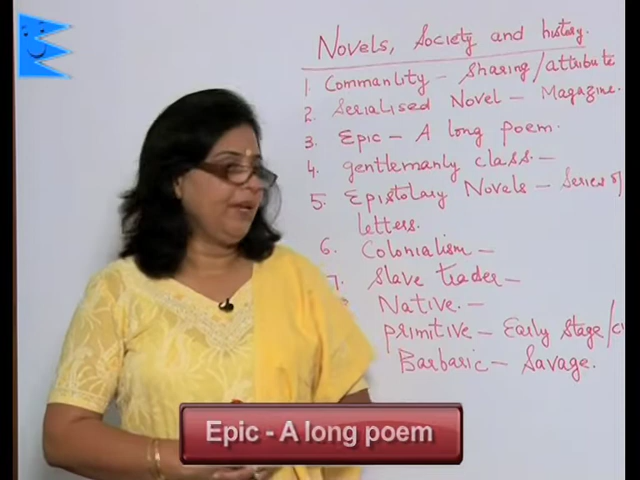 Novels, Society and history.
1 Commanlity - Sharing/attribute
2. Serialised Novel - Magazine.
3. Epic - A long poem.
4. gentlemanly class. -
5. Epistolary Novels - Series of
letters.
6. Colonialism -
7. Slave trader -
Native. -
primitive - Early stage/
Barbaric - Savage.
Epic - A long poem